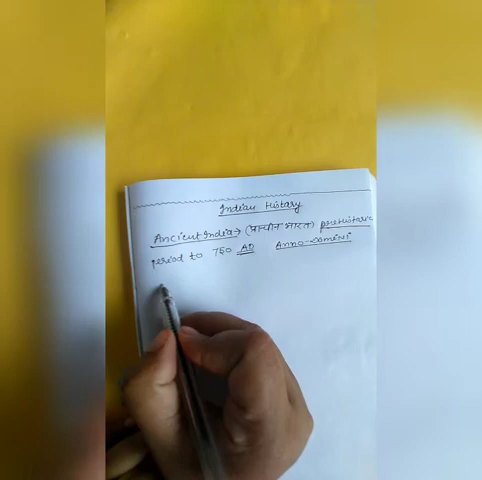 Indian History
Ancient India → (प्राचीन भारत) prehistoric
period to 750 AD Anno-Domini